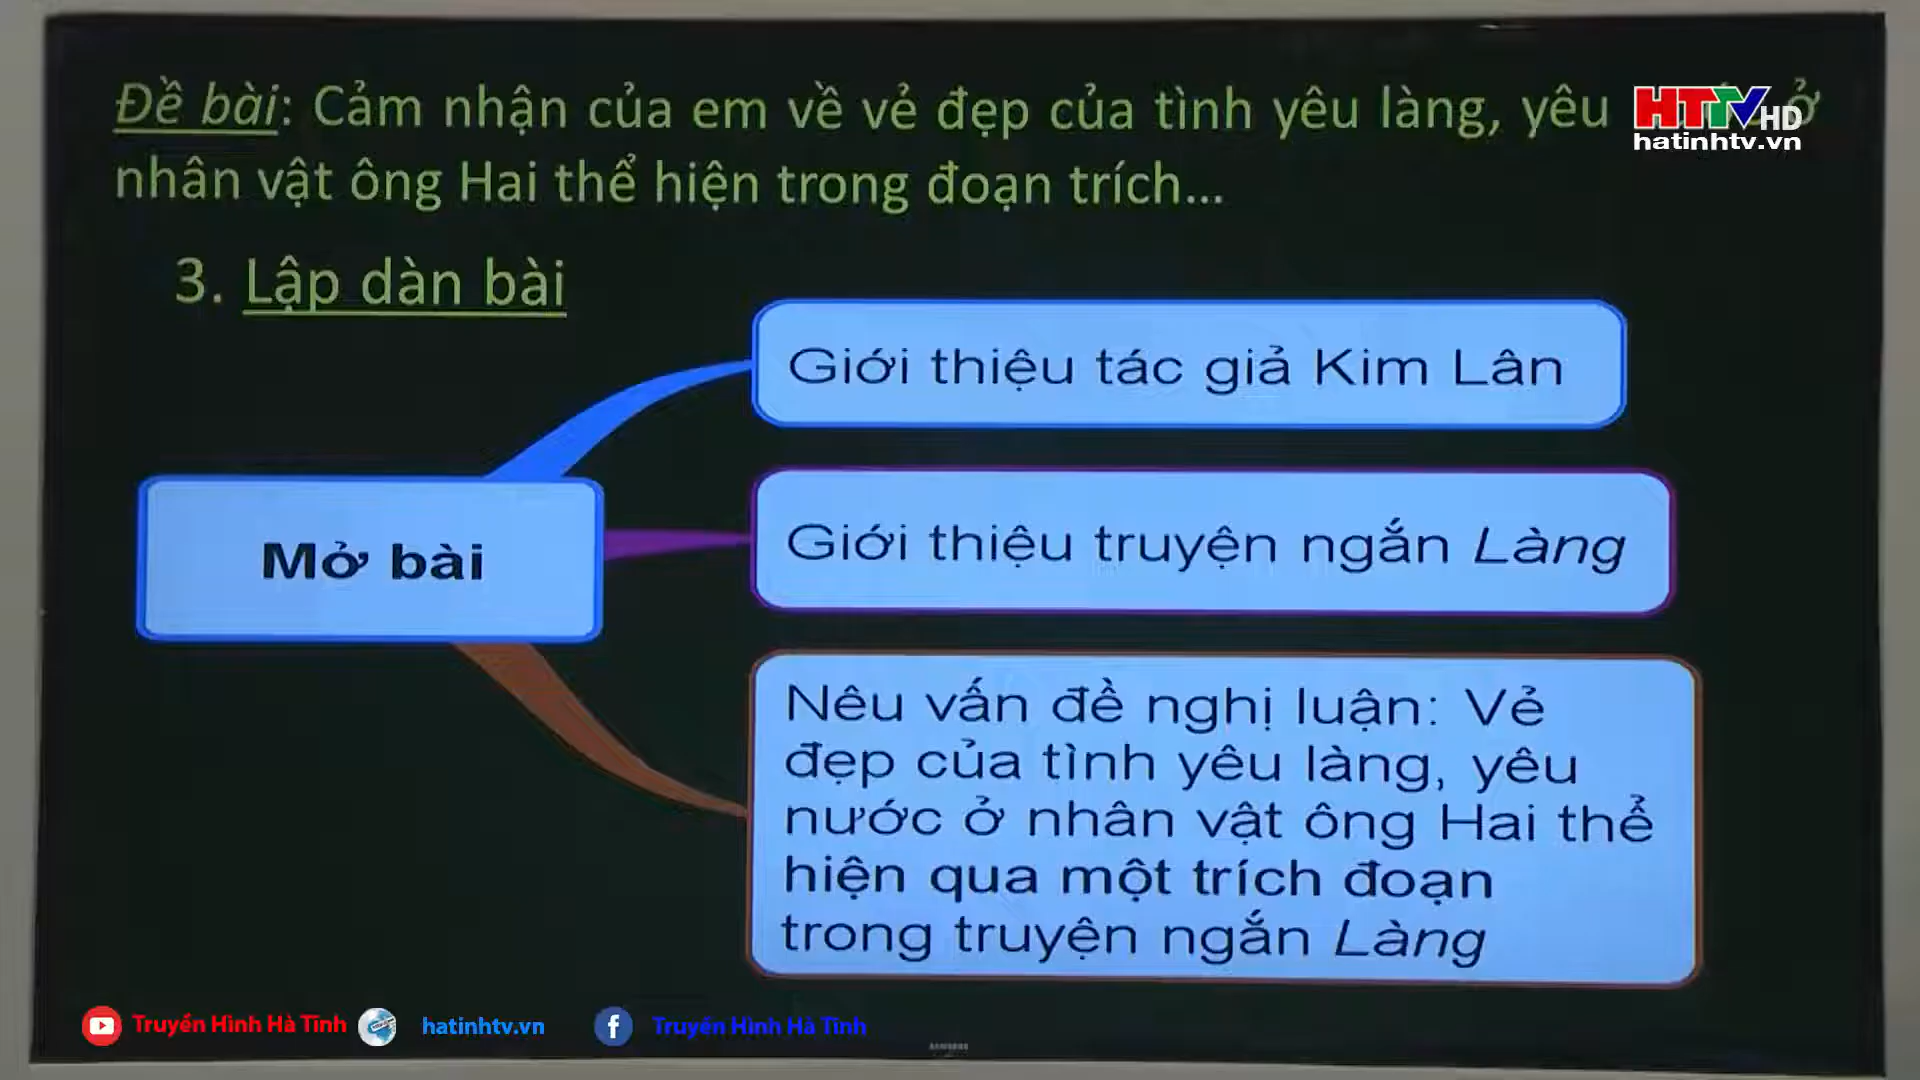 Đề bài: Cảm nhận của em về vẻ đẹp của tình yêu làng, yêu ở
HTTV HD
hatinhtv.vn
nhân vật ông Hai thể hiện trong đoạn trích...
3. Lập dàn bài
Giới thiệu tác giả Kim Lân
Mở bài
Giới thiệu truyện ngắn Làng
Nêu vấn đề nghị luận: Vẻ
đẹp của tình yêu làng, yêu
nước ở nhân vật ông Hai thể
hiện qua một trích đoạn
trong truyện ngắn Làng
Truyền Hình Hà Tĩnh
hatinhtv.vn
Truyền Hình Hà Tĩnh
SAMSUNG